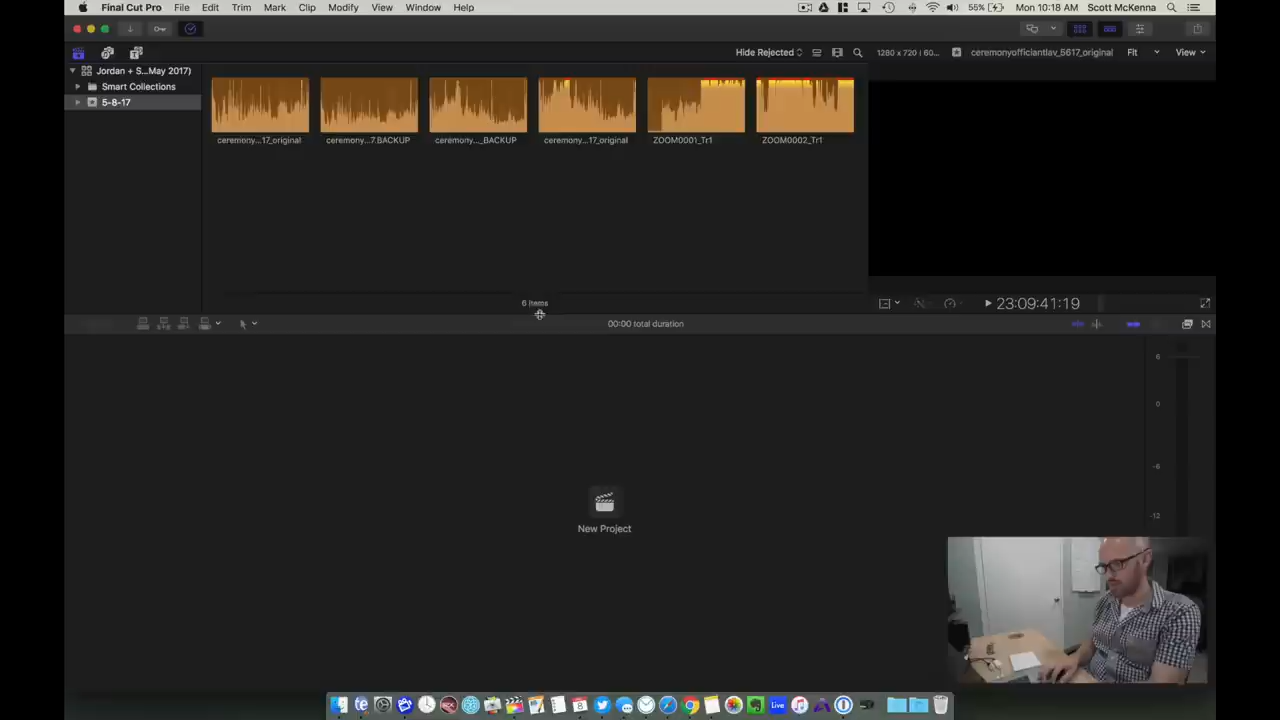 Final Cut Pro File Edit Trim Mark Clip Modify View Window Help 55% Mon 10:18 AM Scott McKenna
Hide Rejected 1280 x 720 | 60... ceremonyofficiantlav_5617_original Fit View
Jordan + S...May 2017)
Smart Collections
5-8-17
ceremony...17_original ceremony...7.BACKUP ceremony..._BACKUP ceremony...17_original ZOOM0001_Tr1 ZOOM0002_Tr1
6 items
23:09:41:19
00:00 total duration
6
0
-6
-12
New Project
8
Live